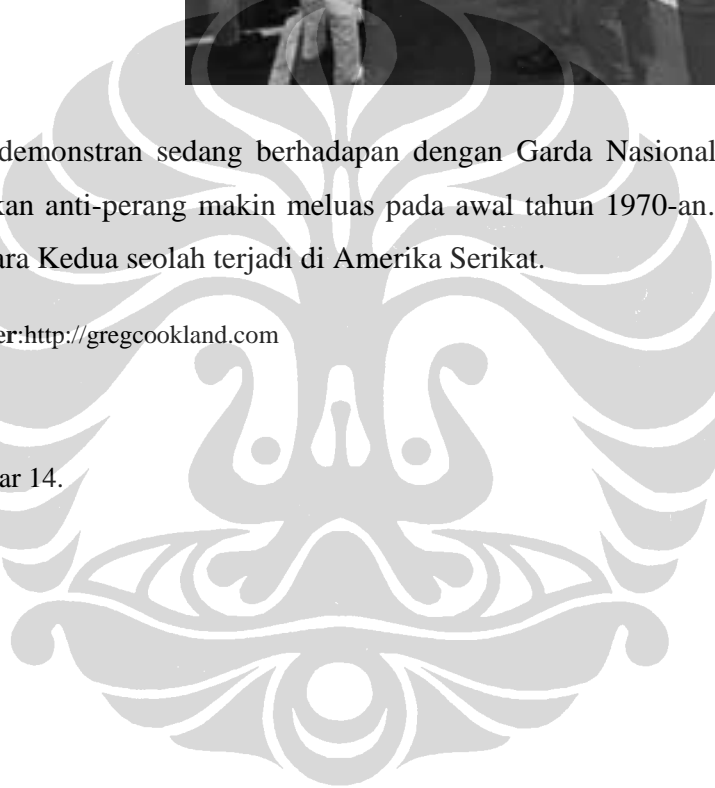 demonstran sedang berhadapan dengan Garda Nasional
kan anti-perang makin meluas pada awal tahun 1970-an.
ara Kedua seolah terjadi di Amerika Serikat.
er:http://gregcookland.com
ar 14.